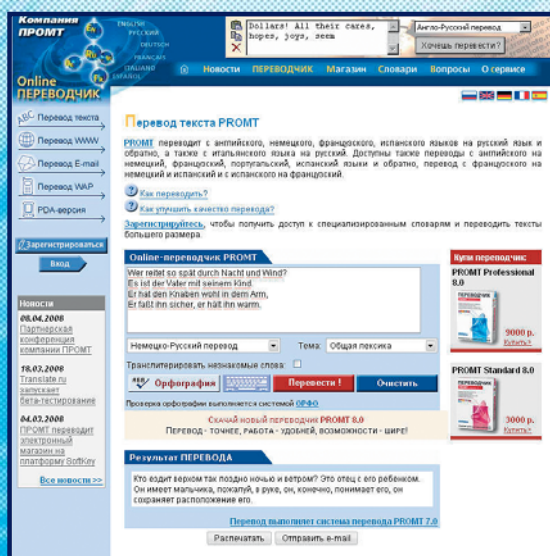 Компания
ПРОМТ
ENGLISH
РУССКИЙ
DEUTSCH
FRANCAIS
ITALIANO
ESPAÑOL
En
Ru
Online
ПЕРЕВОДЧИК
Dollars! All their cares,
hopes, joys, seem
Англо-Русский перевод
Хочешь перевести?
Новости ПЕРЕВОДЧИК Магазин Словари Вопросы О сервисе
ABC Перевод текста
Перевод WWW
Перевод E-mail
Перевод WAP
PDA-версия
Зарегистрироваться
Вход
Новости
08.04.2008
Партнерская
конференция
компании ПРОМТ
18.03.2008
Translate.ru
запускает
бета-тестирование
04.03.2008
ПРОМТ переводит
электронный
магазин на
платформу SoftKey
Все новости >>
Перевод текста PROMT
PROMT переводит с английского, немецкого, французского, испанского языков на русский язык и
обратно, а также с итальянского языка на русский. Доступны также переводы с английского на
немецкий, французский, португальский, испанский языки и обратно, перевод с французского на
немецкий и испанский и с испанского на французский.
Как переводить?
Как улучшить качество перевода?
Зарегистрируйтесь, чтобы получить доступ к специализированным словарям и переводить тексты
большего размера.
Online-переводчик PROMT
Wer reitet so spät durch Nacht und Wind?
Es ist der Vater mit seinem Kind.
Er hat den Knaben wohl in dem Arm,
Er faßt ihn sicher, er hält ihn warm.
Немецко-Русский перевод Тема: Общая лексика
Транслитерировать незнакомые слова:
Орфография Перевести ! Очистить
Проверка орфографии выполняется системой ОРФО
Скачай новый переводчик PROMT 8.0
Перевод - точнее, работа - удобней, возможности - шире!
Результат ПЕРЕВОДА
Кто ездит верхом так поздно ночью и ветром? Это отец с его ребенком.
Он имеет мальчика, пожалуй, в руке, он, конечно, понимает его, он
сохраняет расположение его.
Перевод выполняет система перевода PROMT 7.0
Распечатать Отправить e-mail
Купи переводчик:
PROMT Professional
8.0
9000 р.
Купить?
PROMT Standard 8.0
3000 р.
Купить?